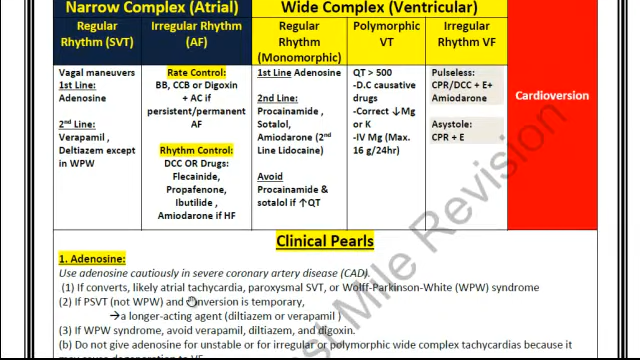 Narrow Complex (Atrial)
Wide Complex (Ventricular)
Regular
Rhythm (SVT)
Irregular Rhythm
(AF)
Regular
Rhythm
(Monomorphic)
Polymorphic
VT
Irregular
Rhythm VF
Vagal maneuvers
1st Line:
Adenosine
2nd Line:
Verapamil,
Deltiazem except
in WPW
Rate Control:
BB, CCB or Digoxin
+ AC if
persistent/permanent
AF
Rhythm Control:
DCC OR Drugs:
Flecainide,
Propafenone,
Ibutilide,
Amiodarone if HF
1st Line Adenosine
2nd Line:
Procainamide,
Sotalol,
Amiodarone (2nd
Line Lidocaine)
Avoid
Procainamide &
sotalol if ↑QT
QT > 500
-D.C causative
drugs
-Correct ↓Mg
or K
-IV Mg (Max.
16 g/24hr)
Pulseless:
CPR/DCC + E+
Amiodarone
Asystole:
CPR + E
Cardioversion
Clinical Pearls
1. Adenosine:
Use adenosine cautiously in severe coronary artery disease (CAD).
(1) If converts, likely atrial tachycardia, paroxysmal SVT, or Wolff-Parkinson-White (WPW) syndrome
(2) If PSVT (not WPW) and conversion is temporary,
→a longer-acting agent (diltiazem or verapamil )
(3) If WPW syndrome, avoid verapamil, diltiazem, and digoxin.
(b) Do not give adenosine for unstable or for irregular or polymorphic wide complex tachycardias because it
may cause degeneration to VF
Mile Revision